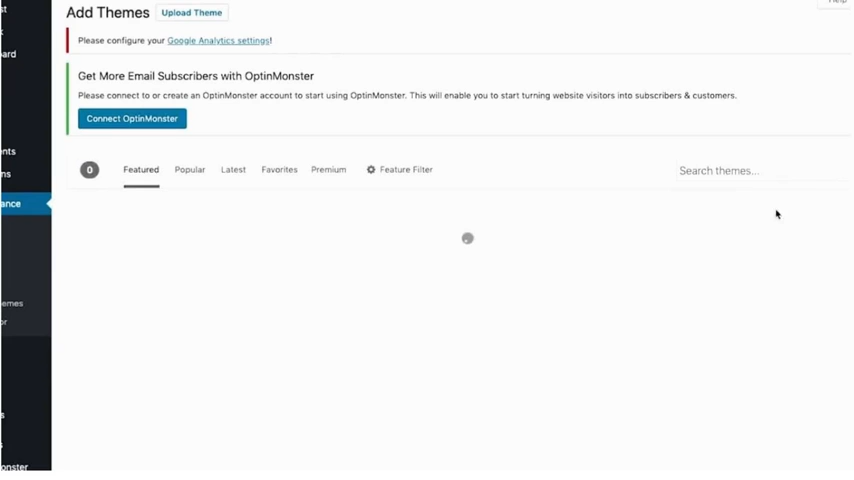 Add Themes Upload Theme
Please configure your Google Analytics settings!
Get More Email Subscribers with OptinMonster
Please connect to or create an OptinMonster account to start using OptinMonster. This will enable you to start turning website visitors into subscribers & customers.
Connect OptinMonster
0 Featured Popular Latest Favorites Premium Feature Filter Search themes...